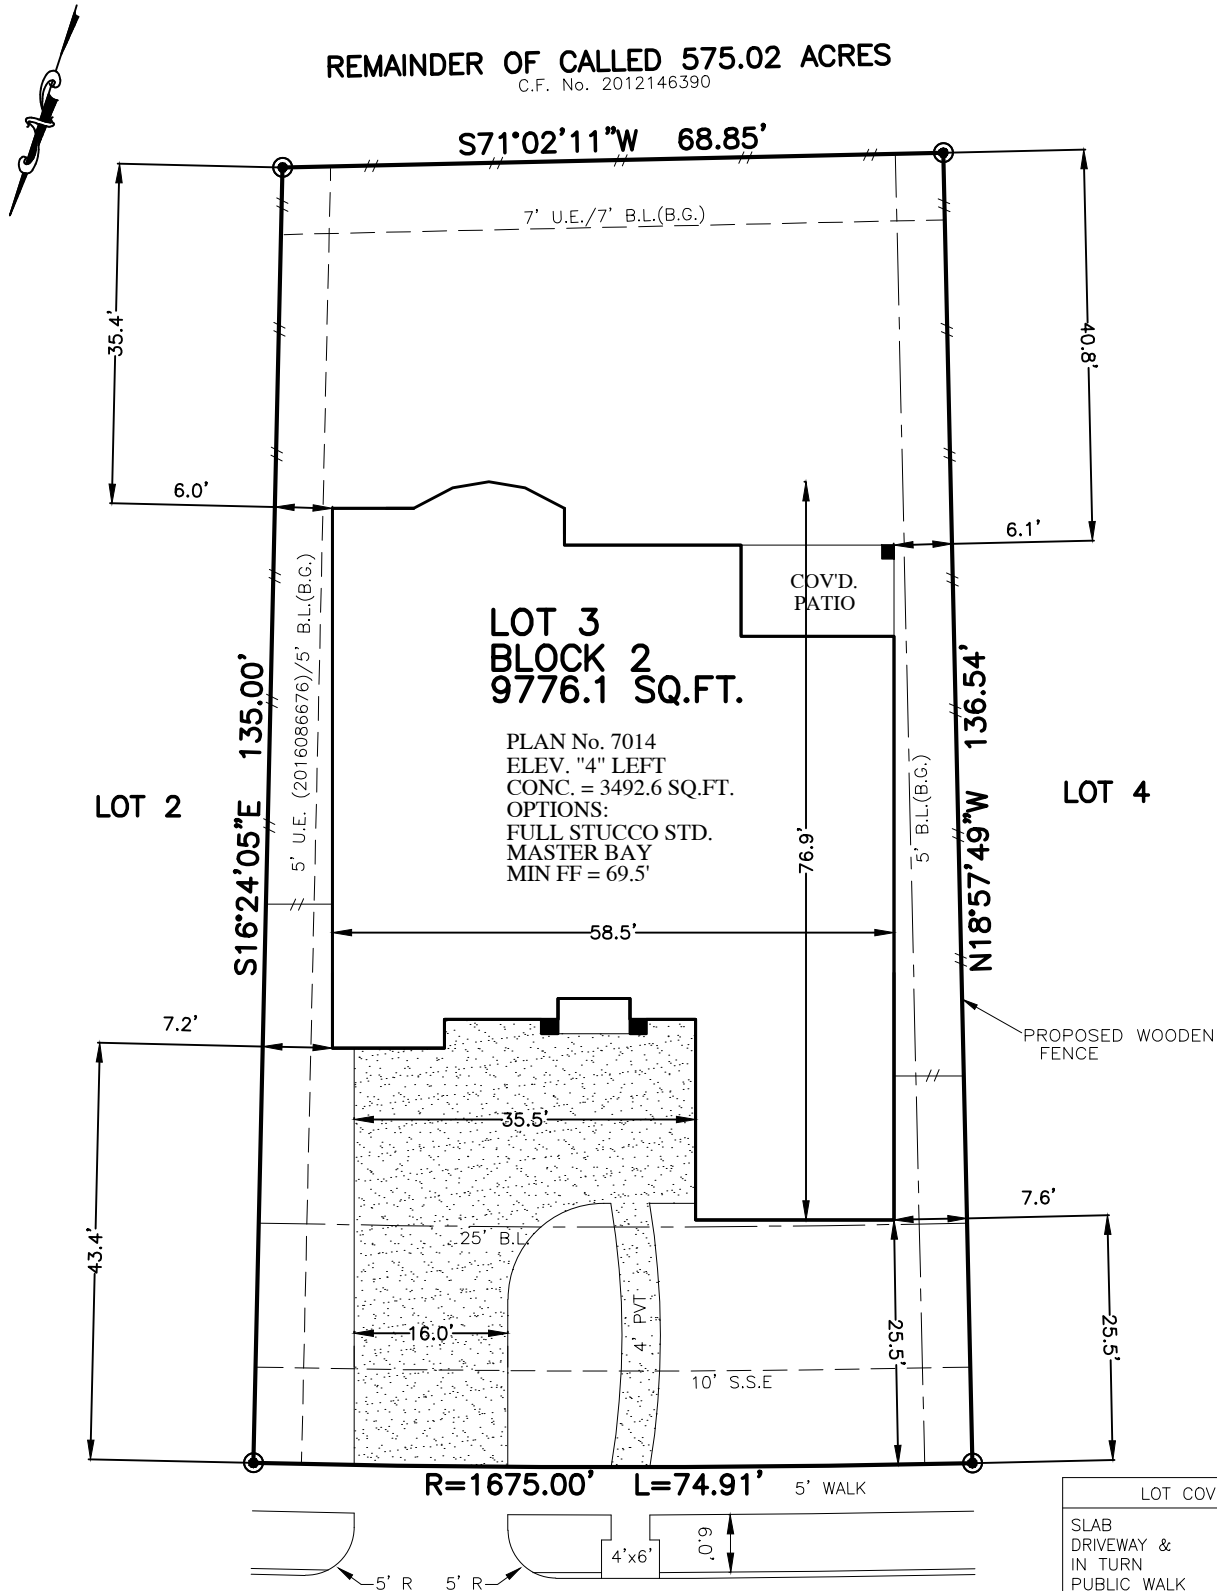 REMAINDER OF CALLED 575.02 ACRES
C.F. No. 2012146390
S71°02'11"W 68.85'
7' U.E./7' B.L.(B.G.)
35.4'
40.8'
6.0'
6.1'
COV'D.
PATIO
LOT 3
BLOCK 2
9776.1 SQ.FT.
PLAN No. 7014
ELEV. "4" LEFT
CONC. = 3492.6 SQ.FT.
OPTIONS:
FULL STUCCO STD.
MASTER BAY
MIN FF = 69.5'
5' U.E. (2016086676)/5' B.L.(B.G.)
S16°24'05"E 135.00'
N18°57'49"W 136.54'
5' B.L.(B.G.)
LOT 2
LOT 4
76.9'
58.5'
7.2'
PROPOSED WOODEN
FENCE
35.5'
7.6'
25' B.L.
43.4'
16.0'
4' PVT
25.5'
25.5'
10' S.S.E
R=1675.00' L=74.91'
5' WALK
6.0'
4'x6'
5' R
5' R
LOT COV
SLAB
DRIVEWAY &
IN TURN
PUBLIC WALK